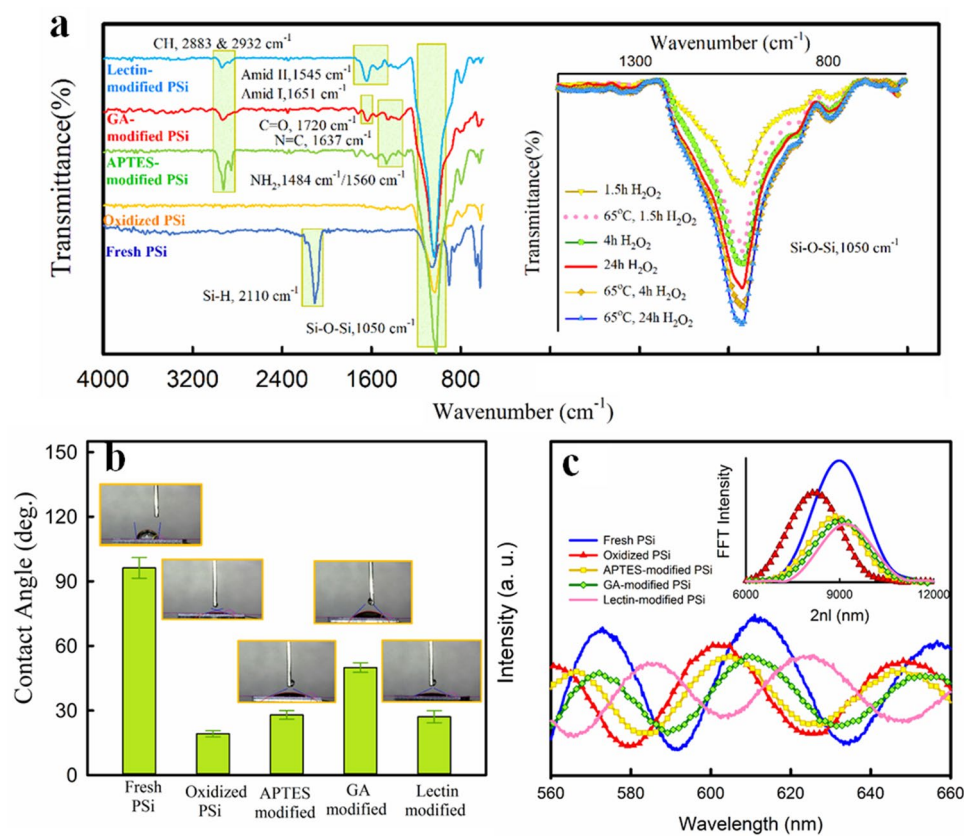 a
CH, 2883 & 2932 cm-1
Lectin-
modified PSi
Amid II,1545 cm-1
Amid I,1651 cm-1
GA-
modified PSi
C=O, 1720 cm-1
N=C, 1637 cm-1
APTES-
modified PSi
NH2,1484 cm-1/1560 cm-1
Oxidized PSi
Fresh PSi
Si-H, 2110 cm-1
Si-O-Si,1050 cm-1
Transmittance(%)
4000 3200 2400 1600 800
Wavenumber (cm-1)
Wavenumber (cm-1)
1300 800
Transmittance(%)
1.5h H2O2
65oC, 1.5h H2O2
4h H2O2
24h H2O2
65oC, 4h H2O2
65oC, 24h H2O2
Si-O-Si,1050 cm-1
b
Contact Angle (deg.)
150
120
90
60
30
0
Fresh
PSi
Oxidized
PSi
APTES
modified
GA
modified
Lectin
modified
c
Intensity (a. u.)
Fresh PSi
Oxidized PSi
APTES-modified PSi
GA-modified PSi
Lectin-modified PSi
FFT Intensity
6000 9000 12000
2nl (nm)
560 580 600 620 640 660
Wavelength (nm)